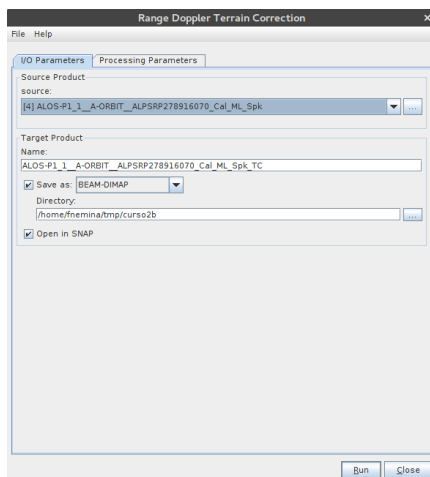 Range Doppler Terrain Correction ×
File Help
I/O Parameters Processing Parameters
Source Product
source:
[4] ALOS-P1_1__A-ORBIT__ALPSRP278916070_Cal_ML_Spk ...
Target Product
Name:
ALOS-P1_1__A-ORBIT__ALPSRP278916070_Cal_ML_Spk_TC
Save as: BEAM-DIMAP
Directory:
/home/fnemina/tmp/curso2b ...
Open in SNAP
Run Close